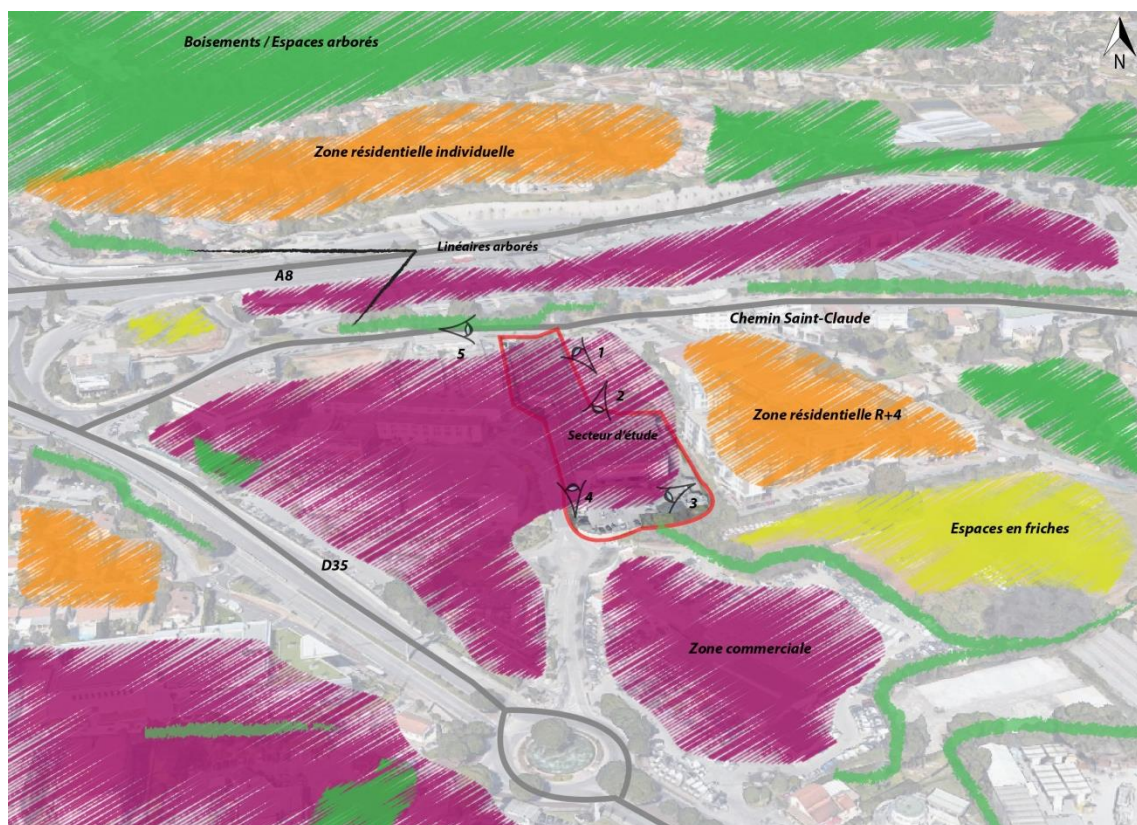 Boisements / Espaces arborés
N
Zone résidentielle individuelle
Linéaires arborés
A8
Chemin Saint-Claude
5
1
2
Zone résidentielle R+4
Secteur d'étude
4
3
Espaces en friches
D35
Zone commerciale